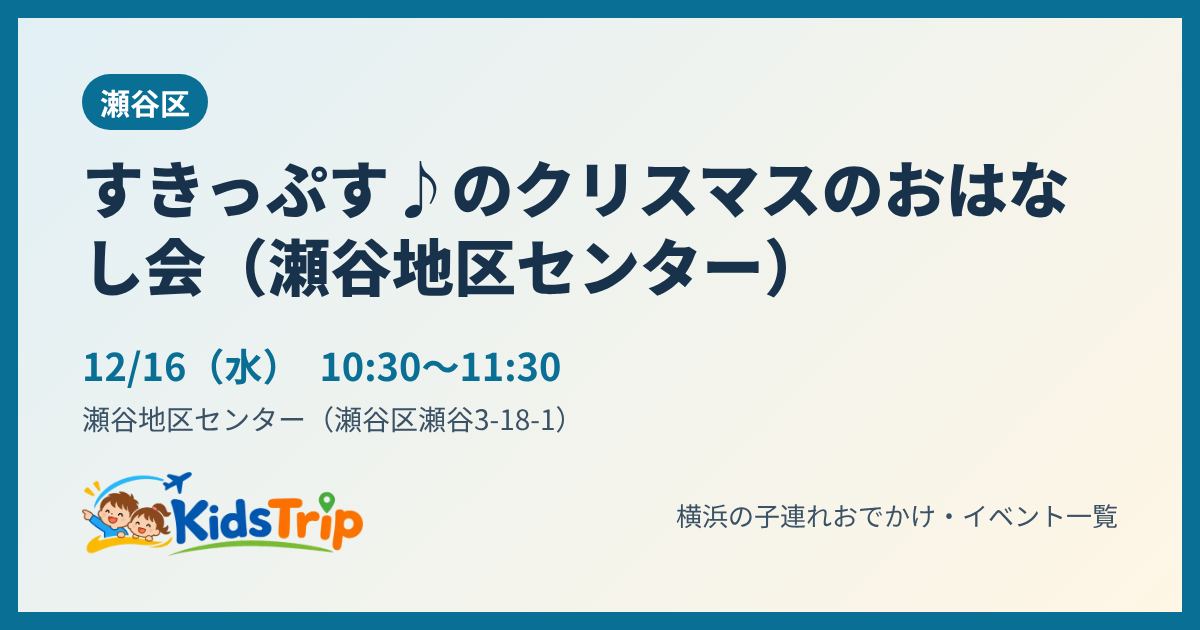 瀬谷区
すきっぷす♪のクリスマスのおはな
し会（瀬谷地区センター）
12/16（水） 10:30〜11:30
瀬谷地区センター（瀬谷区瀬谷3-18-1）
KidsTrip
横浜の子連れおでかけ・イベント一覧